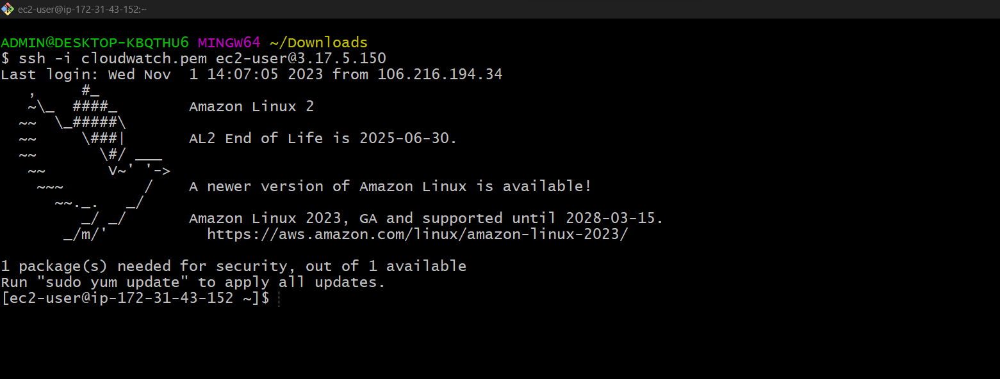 ec2-user@ip-172-31-43-152:~
ADMIN@DESKTOP-KBQTHU6 MINGW64 ~/Downloads
$ ssh -i cloudwatch.pem ec2-user@3.17.5.150
Last login: Wed Nov  1 14:07:05 2023 from 106.216.194.34
   ,     #_
   ~\_  ####_        Amazon Linux 2
  ~~  \_#####\
  ~~     \###|       AL2 End of Life is 2025-06-30.
  ~~       \#/ ___
   ~~       V~' '->
    ~~~         /    A newer version of Amazon Linux is available!
      ~~._.   _/
         _/ _/       Amazon Linux 2023, GA and supported until 2028-03-15.
       _/m/'           https://aws.amazon.com/linux/amazon-linux-2023/
1 package(s) needed for security, out of 1 available
Run "sudo yum update" to apply all updates.
[ec2-user@ip-172-31-43-152 ~]$